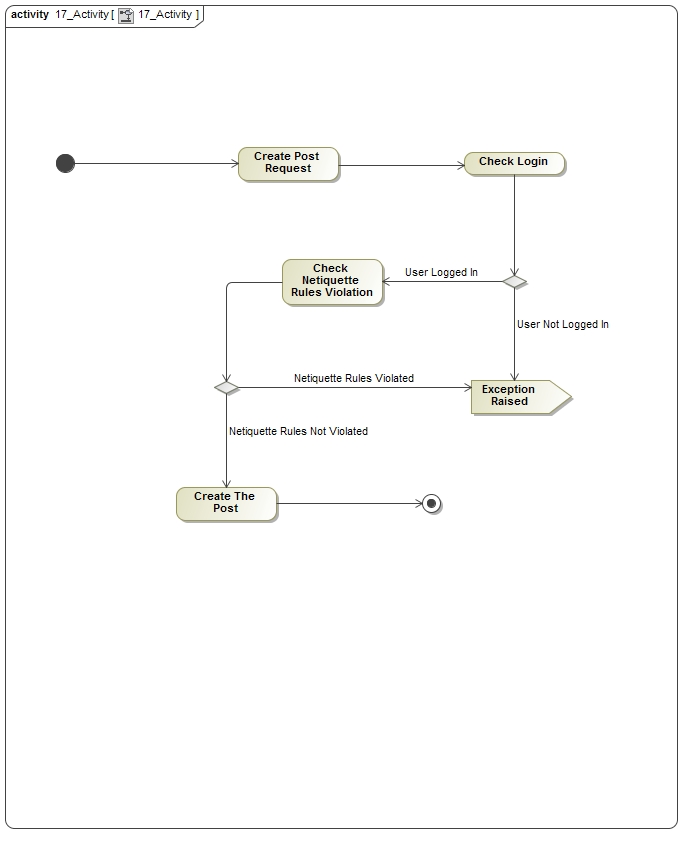 activity 17_Activity [ 17_Activity ]
Create Post
Request
Check Login
Check
Netiquette
Rules Violation
User Logged In
User Not Logged In
Netiquette Rules Violated
Exception
Raised
Netiquette Rules Not Violated
Create The
Post